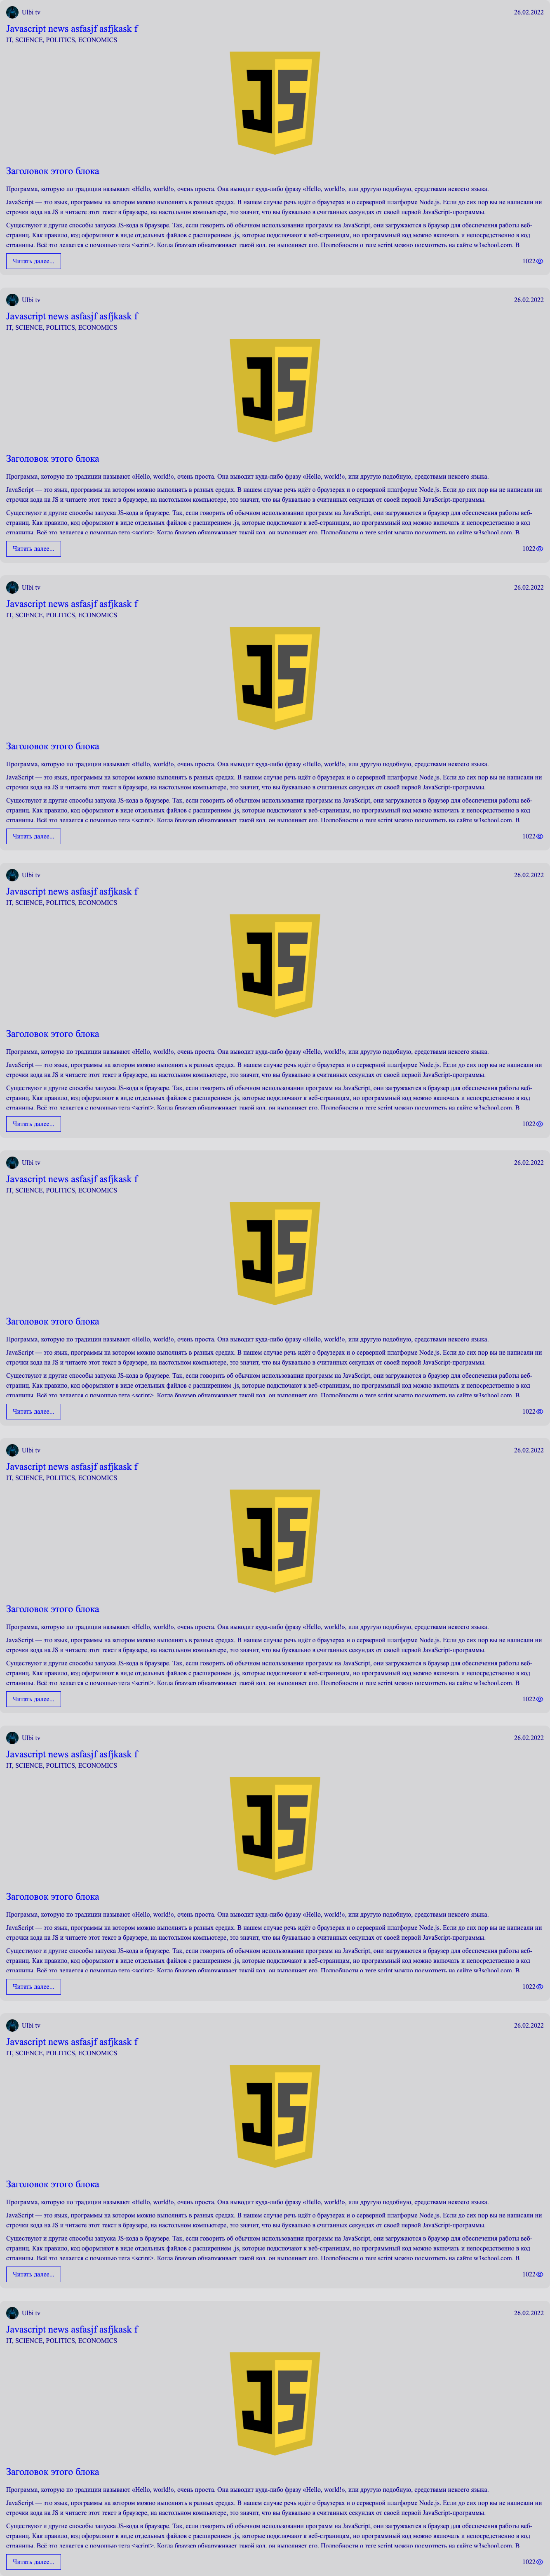 Ulbi tv 26.02.2022
Javascript news asfasjf asfjkask f
IT, SCIENCE, POLITICS, ECONOMICS
JS
Заголовок этого блока
Программа, которую по традиции называют «Hello, world!», очень проста. Она выводит куда-либо фразу «Hello, world!», или другую подобную, средствами некоего языка.
JavaScript — это язык, программы на котором можно выполнять в разных средах. В нашем случае речь идёт о браузерах и о серверной платформе Node.js. Если до сих пор вы не написали ни
строчки кода на JS и читаете этот текст в браузере, на настольном компьютере, это значит, что вы буквально в считанных секундах от своей первой JavaScript-программы.
Существуют и другие способы запуска JS-кода в браузере. Так, если говорить об обычном использовании программ на JavaScript, они загружаются в браузер для обеспечения работы веб-
страниц. Как правило, код оформляют в виде отдельных файлов с расширением .js, которые подключают к веб-страницам, но программный код можно включать и непосредственно в код
страницы. Всё это делается с помощью тега <script>. Когда браузер обнаруживает такой код, он выполняет его. Подробности о теге script можно посмотреть на сайте w3school.com. В
Читать далее... 1022
Ulbi tv 26.02.2022
Javascript news asfasjf asfjkask f
IT, SCIENCE, POLITICS, ECONOMICS
JS
Заголовок этого блока
Программа, которую по традиции называют «Hello, world!», очень проста. Она выводит куда-либо фразу «Hello, world!», или другую подобную, средствами некоего языка.
JavaScript — это язык, программы на котором можно выполнять в разных средах. В нашем случае речь идёт о браузерах и о серверной платформе Node.js. Если до сих пор вы не написали ни
строчки кода на JS и читаете этот текст в браузере, на настольном компьютере, это значит, что вы буквально в считанных секундах от своей первой JavaScript-программы.
Существуют и другие способы запуска JS-кода в браузере. Так, если говорить об обычном использовании программ на JavaScript, они загружаются в браузер для обеспечения работы веб-
страниц. Как правило, код оформляют в виде отдельных файлов с расширением .js, которые подключают к веб-страницам, но программный код можно включать и непосредственно в код
страницы. Всё это делается с помощью тега <script>. Когда браузер обнаруживает такой код, он выполняет его. Подробности о теге script можно посмотреть на сайте w3school.com. В
Читать далее... 1022
Ulbi tv 26.02.2022
Javascript news asfasjf asfjkask f
IT, SCIENCE, POLITICS, ECONOMICS
JS
Заголовок этого блока
Программа, которую по традиции называют «Hello, world!», очень проста. Она выводит куда-либо фразу «Hello, world!», или другую подобную, средствами некоего языка.
JavaScript — это язык, программы на котором можно выполнять в разных средах. В нашем случае речь идёт о браузерах и о серверной платформе Node.js. Если до сих пор вы не написали ни
строчки кода на JS и читаете этот текст в браузере, на настольном компьютере, это значит, что вы буквально в считанных секундах от своей первой JavaScript-программы.
Существуют и другие способы запуска JS-кода в браузере. Так, если говорить об обычном использовании программ на JavaScript, они загружаются в браузер для обеспечения работы веб-
страниц. Как правило, код оформляют в виде отдельных файлов с расширением .js, которые подключают к веб-страницам, но программный код можно включать и непосредственно в код
страницы. Всё это делается с помощью тега <script>. Когда браузер обнаруживает такой код, он выполняет его. Подробности о теге script можно посмотреть на сайте w3school.com. В
Читать далее... 1022
Ulbi tv 26.02.2022
Javascript news asfasjf asfjkask f
IT, SCIENCE, POLITICS, ECONOMICS
JS
Заголовок этого блока
Программа, которую по традиции называют «Hello, world!», очень проста. Она выводит куда-либо фразу «Hello, world!», или другую подобную, средствами некоего языка.
JavaScript — это язык, программы на котором можно выполнять в разных средах. В нашем случае речь идёт о браузерах и о серверной платформе Node.js. Если до сих пор вы не написали ни
строчки кода на JS и читаете этот текст в браузере, на настольном компьютере, это значит, что вы буквально в считанных секундах от своей первой JavaScript-программы.
Существуют и другие способы запуска JS-кода в браузере. Так, если говорить об обычном использовании программ на JavaScript, они загружаются в браузер для обеспечения работы веб-
страниц. Как правило, код оформляют в виде отдельных файлов с расширением .js, которые подключают к веб-страницам, но программный код можно включать и непосредственно в код
страницы. Всё это делается с помощью тега <script>. Когда браузер обнаруживает такой код, он выполняет его. Подробности о теге script можно посмотреть на сайте w3school.com. В
Читать далее... 1022
Ulbi tv 26.02.2022
Javascript news asfasjf asfjkask f
IT, SCIENCE, POLITICS, ECONOMICS
JS
Заголовок этого блока
Программа, которую по традиции называют «Hello, world!», очень проста. Она выводит куда-либо фразу «Hello, world!», или другую подобную, средствами некоего языка.
JavaScript — это язык, программы на котором можно выполнять в разных средах. В нашем случае речь идёт о браузерах и о серверной платформе Node.js. Если до сих пор вы не написали ни
строчки кода на JS и читаете этот текст в браузере, на настольном компьютере, это значит, что вы буквально в считанных секундах от своей первой JavaScript-программы.
Существуют и другие способы запуска JS-кода в браузере. Так, если говорить об обычном использовании программ на JavaScript, они загружаются в браузер для обеспечения работы веб-
страниц. Как правило, код оформляют в виде отдельных файлов с расширением .js, которые подключают к веб-страницам, но программный код можно включать и непосредственно в код
страницы. Всё это делается с помощью тега <script>. Когда браузер обнаруживает такой код, он выполняет его. Подробности о теге script можно посмотреть на сайте w3school.com. В
Читать далее... 1022
Ulbi tv 26.02.2022
Javascript news asfasjf asfjkask f
IT, SCIENCE, POLITICS, ECONOMICS
JS
Заголовок этого блока
Программа, которую по традиции называют «Hello, world!», очень проста. Она выводит куда-либо фразу «Hello, world!», или другую подобную, средствами некоего языка.
JavaScript — это язык, программы на котором можно выполнять в разных средах. В нашем случае речь идёт о браузерах и о серверной платформе Node.js. Если до сих пор вы не написали ни
строчки кода на JS и читаете этот текст в браузере, на настольном компьютере, это значит, что вы буквально в считанных секундах от своей первой JavaScript-программы.
Существуют и другие способы запуска JS-кода в браузере. Так, если говорить об обычном использовании программ на JavaScript, они загружаются в браузер для обеспечения работы веб-
страниц. Как правило, код оформляют в виде отдельных файлов с расширением .js, которые подключают к веб-страницам, но программный код можно включать и непосредственно в код
страницы. Всё это делается с помощью тега <script>. Когда браузер обнаруживает такой код, он выполняет его. Подробности о теге script можно посмотреть на сайте w3school.com. В
Читать далее... 1022
Ulbi tv 26.02.2022
Javascript news asfasjf asfjkask f
IT, SCIENCE, POLITICS, ECONOMICS
JS
Заголовок этого блока
Программа, которую по традиции называют «Hello, world!», очень проста. Она выводит куда-либо фразу «Hello, world!», или другую подобную, средствами некоего языка.
JavaScript — это язык, программы на котором можно выполнять в разных средах. В нашем случае речь идёт о браузерах и о серверной платформе Node.js. Если до сих пор вы не написали ни
строчки кода на JS и читаете этот текст в браузере, на настольном компьютере, это значит, что вы буквально в считанных секундах от своей первой JavaScript-программы.
Существуют и другие способы запуска JS-кода в браузере. Так, если говорить об обычном использовании программ на JavaScript, они загружаются в браузер для обеспечения работы веб-
страниц. Как правило, код оформляют в виде отдельных файлов с расширением .js, которые подключают к веб-страницам, но программный код можно включать и непосредственно в код
страницы. Всё это делается с помощью тега <script>. Когда браузер обнаруживает такой код, он выполняет его. Подробности о теге script можно посмотреть на сайте w3school.com. В
Читать далее... 1022
Ulbi tv 26.02.2022
Javascript news asfasjf asfjkask f
IT, SCIENCE, POLITICS, ECONOMICS
JS
Заголовок этого блока
Программа, которую по традиции называют «Hello, world!», очень проста. Она выводит куда-либо фразу «Hello, world!», или другую подобную, средствами некоего языка.
JavaScript — это язык, программы на котором можно выполнять в разных средах. В нашем случае речь идёт о браузерах и о серверной платформе Node.js. Если до сих пор вы не написали ни
строчки кода на JS и читаете этот текст в браузере, на настольном компьютере, это значит, что вы буквально в считанных секундах от своей первой JavaScript-программы.
Существуют и другие способы запуска JS-кода в браузере. Так, если говорить об обычном использовании программ на JavaScript, они загружаются в браузер для обеспечения работы веб-
страниц. Как правило, код оформляют в виде отдельных файлов с расширением .js, которые подключают к веб-страницам, но программный код можно включать и непосредственно в код
страницы. Всё это делается с помощью тега <script>. Когда браузер обнаруживает такой код, он выполняет его. Подробности о теге script можно посмотреть на сайте w3school.com. В
Читать далее... 1022
Ulbi tv 26.02.2022
Javascript news asfasjf asfjkask f
IT, SCIENCE, POLITICS, ECONOMICS
JS
Заголовок этого блока
Программа, которую по традиции называют «Hello, world!», очень проста. Она выводит куда-либо фразу «Hello, world!», или другую подобную, средствами некоего языка.
JavaScript — это язык, программы на котором можно выполнять в разных средах. В нашем случае речь идёт о браузерах и о серверной платформе Node.js. Если до сих пор вы не написали ни
строчки кода на JS и читаете этот текст в браузере, на настольном компьютере, это значит, что вы буквально в считанных секундах от своей первой JavaScript-программы.
Существуют и другие способы запуска JS-кода в браузере. Так, если говорить об обычном использовании программ на JavaScript, они загружаются в браузер для обеспечения работы веб-
страниц. Как правило, код оформляют в виде отдельных файлов с расширением .js, которые подключают к веб-страницам, но программный код можно включать и непосредственно в код
страницы. Всё это делается с помощью тега <script>. Когда браузер обнаруживает такой код, он выполняет его. Подробности о теге script можно посмотреть на сайте w3school.com. В
Читать далее... 1022